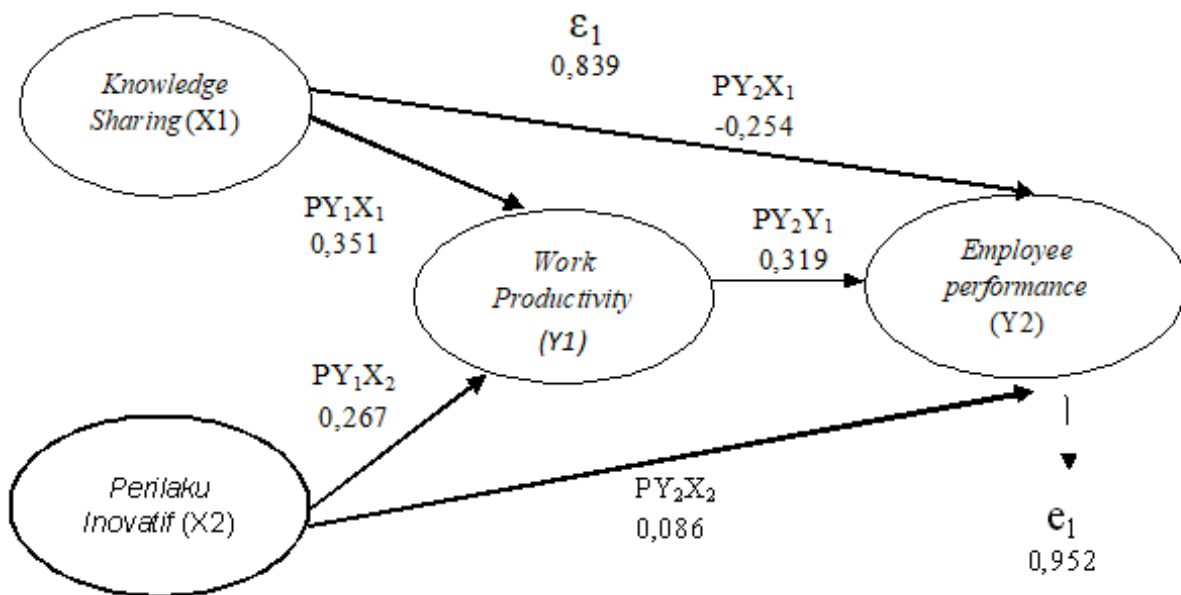 ε₁
0,839
Knowledge
Sharing (X1)
PY₂X₁
-0,254
PY₁X₁
0,351
Work
Productivity
(Y1)
PY₂Y₁
0,319
Employee
performance
(Y2)
PY₁X₂
0,267
Perilaku
Inovatif (X2)
PY₂X₂
0,086
e₁
0,952